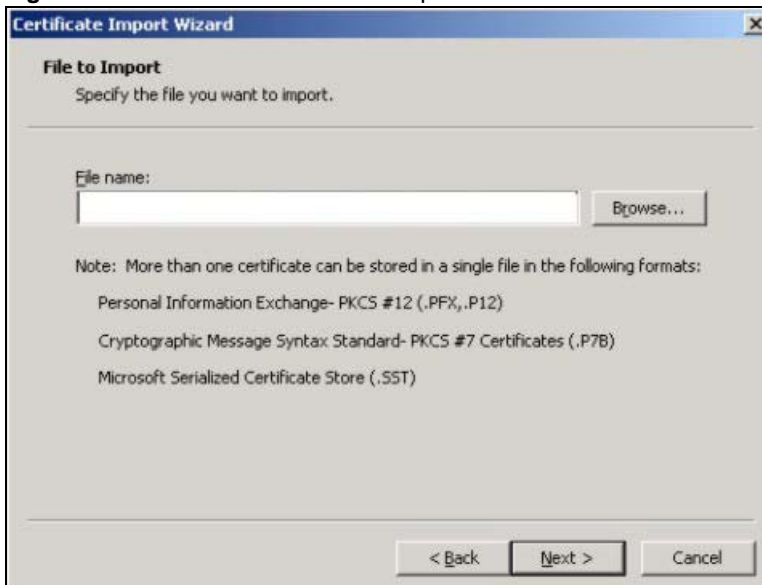 Certificate Import Wizard
File to Import
Specify the file you want to import.
File name:
Browse...
Note: More than one certificate can be stored in a single file in the following formats:
Personal Information Exchange- PKCS #12 (.PFX,.P12)
Cryptographic Message Syntax Standard- PKCS #7 Certificates (.P7B)
Microsoft Serialized Certificate Store (.SST)
< Back Next > Cancel